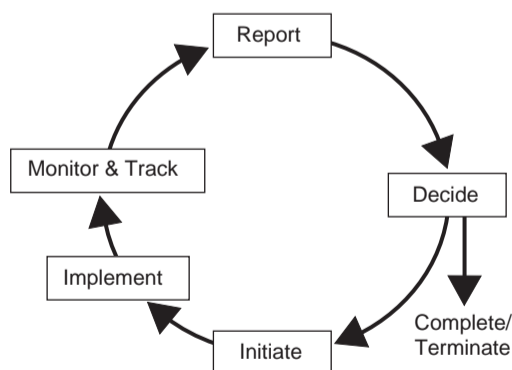 Report
Monitor & Track
Decide
Implement
Complete/
Terminate
Initiate